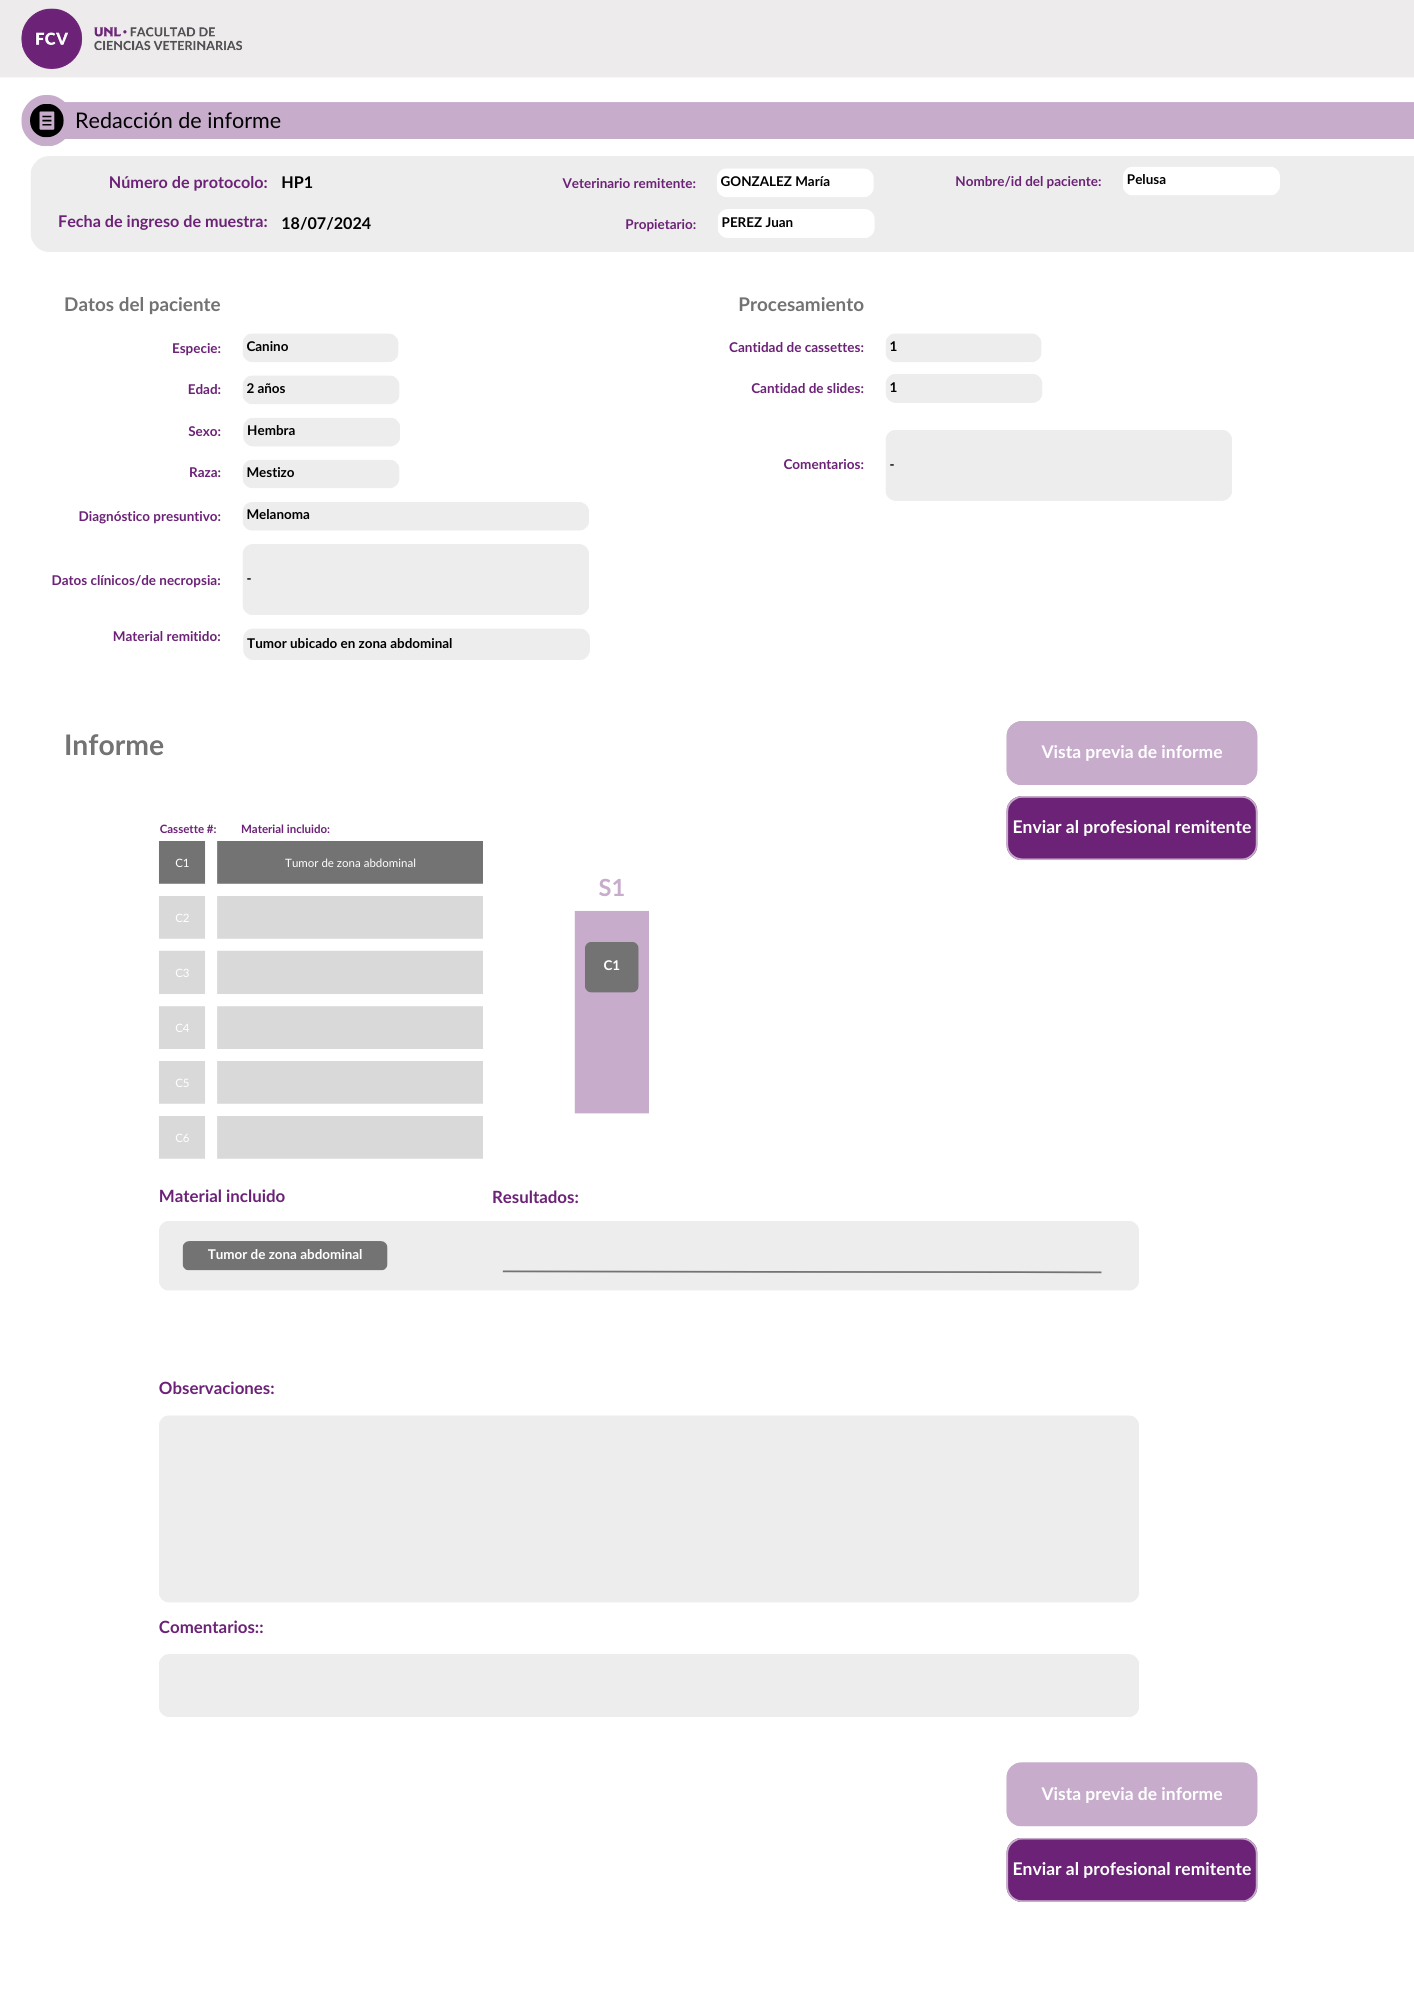 FCV
UNL • FACULTAD DE
CIENCIAS VETERINARIAS
Redacción de informe
Número de protocolo: HP1
Veterinario remitente: GONZALEZ María
Nombre/id del paciente: Pelusa
Fecha de ingreso de muestra: 18/07/2024
Propietario: PEREZ Juan
Datos del paciente
Especie: Canino
Edad: 2 años
Sexo: Hembra
Raza: Mestizo
Diagnóstico presuntivo: Melanoma
Datos clínicos/de necropsia: -
Material remitido: Tumor ubicado en zona abdominal
Procesamiento
Cantidad de cassettes: 1
Cantidad de slides: 1
Comentarios: -
Informe
Vista previa de informe
Enviar al profesional remitente
Cassette #: Material incluido:
C1 Tumor de zona abdominal
C2
C3
C4
C5
C6
S1
C1
Material incluido Resultados:
Tumor de zona abdominal
Observaciones:
Comentarios::
Vista previa de informe
Enviar al profesional remitente